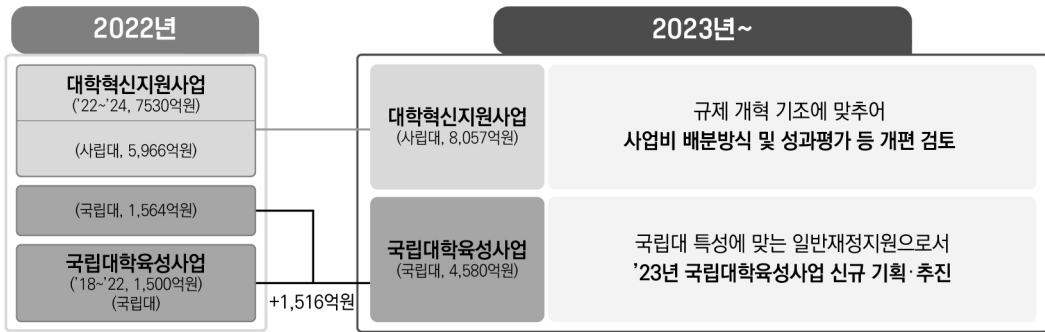 2022년
2023년~
대학혁신지원사업
('22~'24, 7530억원)
(사립대, 5,966억원)
(국립대, 1,564억원)
국립대학육성사업
('18~'22, 1,500억원)
(국립대)
+1,516억원
대학혁신지원사업
(사립대, 8,057억원)
규제 개혁 기조에 맞추어
사업비 배분방식 및 성과평가 등 개편 검토
국립대학육성사업
(국립대, 4,580억원)
국립대 특성에 맞는 일반재정지원으로서
’23년 국립대학육성사업 신규 기획·추진